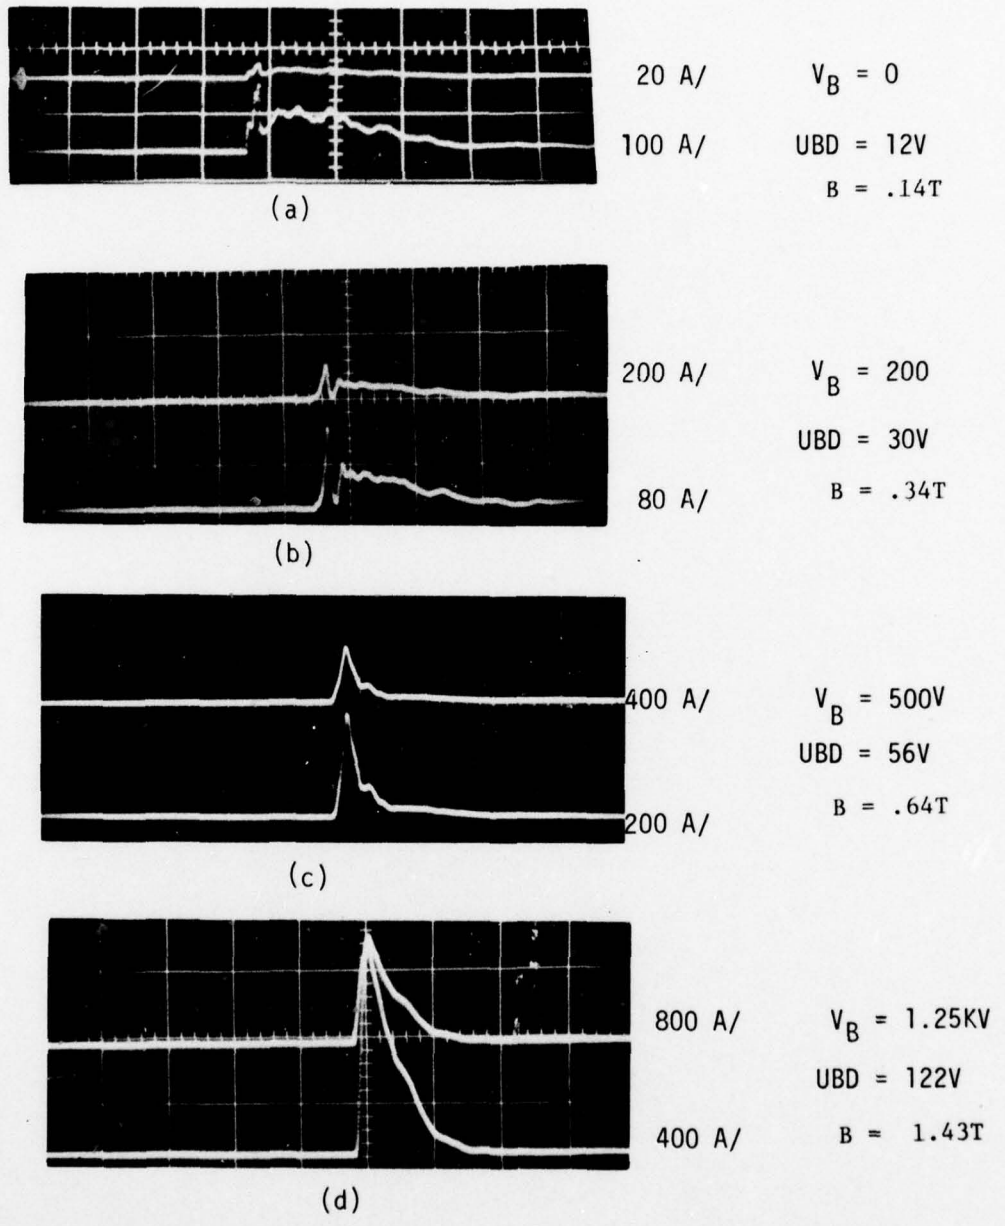 20 A/ V_B = 0
100 A/ UBD = 12V
B = .14T
(a)
200 A/ V_B = 200
UBD = 30V
80 A/ B = .34T
(b)
400 A/ V_B = 500V
UBD = 56V
200 A/ B = .64T
(c)
800 A/ V_B = 1.25KV
UBD = 122V
400 A/ B = 1.43T
(d)